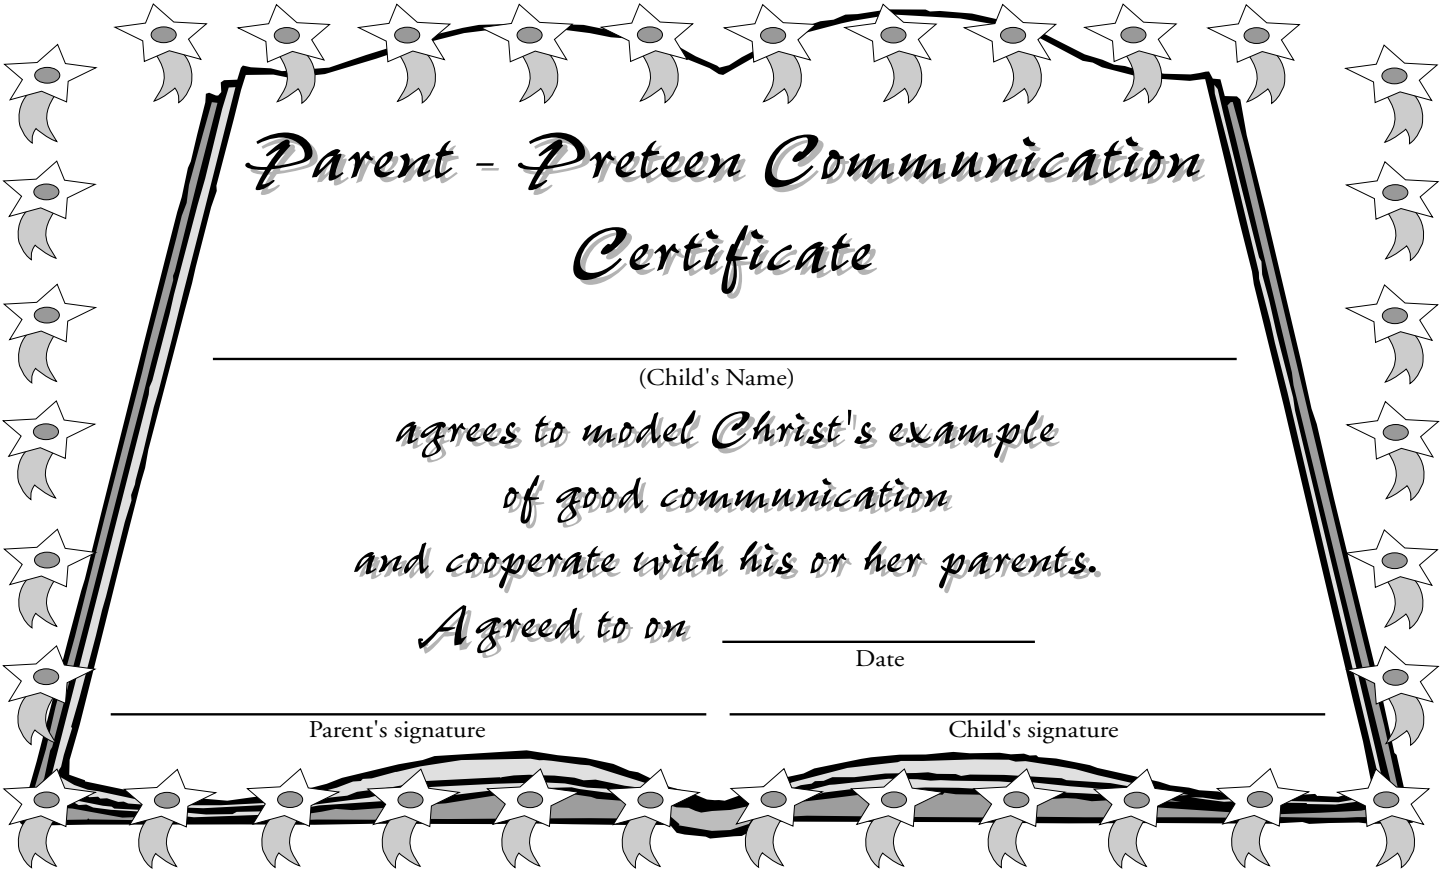 Parent - Preteen Communication
Certificate
(Child's Name)
agrees to model Christ's example
of good communication
and cooperate with his or her parents.
Agreed to on
Date
Parent's signature Child's signature